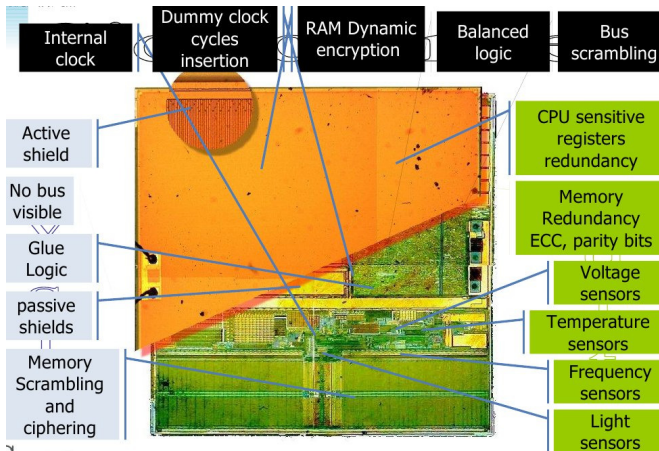 Internal
clock
Dummy clock
cycles
insertion
RAM Dynamic
encryption
Balanced
logic
Bus
scrambling
Active
shield
No bus
visible
Glue
Logic
passive
shields
Memory
Scrambling
and
ciphering
CPU sensitive
registers
redundancy
Memory
Redundancy
ECC, parity bits
Voltage
sensors
Temperature
sensors
Frequency
sensors
Light
sensors